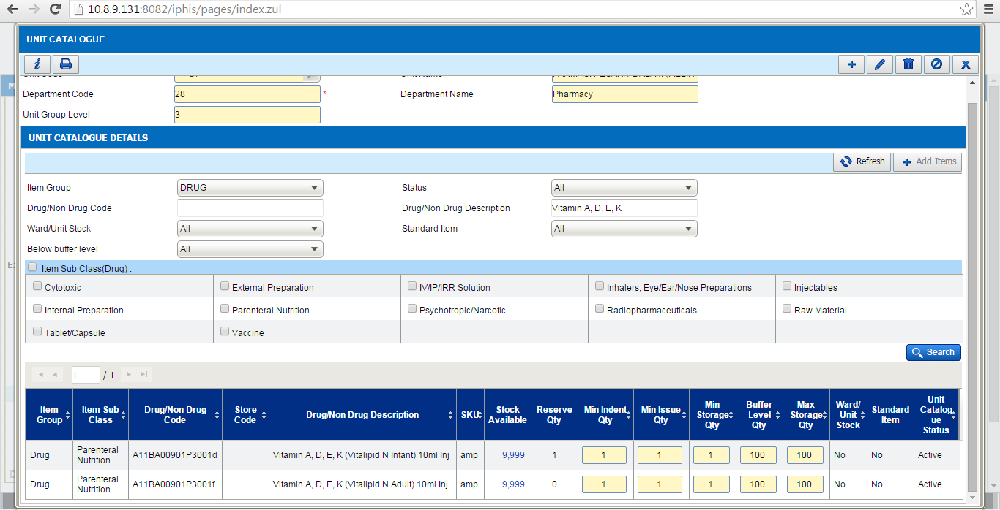 10.8.9.131:8082/iphis/pages/index.zul
UNIT CATALOGUE
Department Code 28 * Department Name Pharmacy
Unit Group Level 3
UNIT CATALOGUE DETAILS
Refresh Add Items
Item Group DRUG Status All
Drug/Non Drug Code Drug/Non Drug Description Vitamin A, D, E, K
Ward/Unit Stock All Standard Item All
Below buffer level All
Item Sub Class(Drug) :
Cytotoxic External Preparation IV/IP/IRR Solution Inhalers, Eye/Ear/Nose Preparations Injectables
Internal Preparation Parenteral Nutrition Psychotropic/Narcotic Radiopharmaceuticals Raw Material
Tablet/Capsule Vaccine
Search
1 / 1
Item Group Item Sub Class Drug/Non Drug Code Store Code Drug/Non Drug Description SKU Stock Available Reserve Qty Min Indent Qty Min Issue Qty Min Storage Qty Buffer Level Qty Max Storage Qty Ward/ Unit Stock Standard Item Unit Catalog ue Status
Drug Parenteral Nutrition A11BA00901P3001d Vitamin A, D, E, K (Vitalipid N Infant) 10ml Inj amp 9,999 1 1 1 1 100 100 No No Active
Drug Parenteral Nutrition A11BA00901P3001f Vitamin A, D, E, K (Vitalipid N Adult) 10ml Inj amp 9,999 0 1 1 1 100 100 No No Active